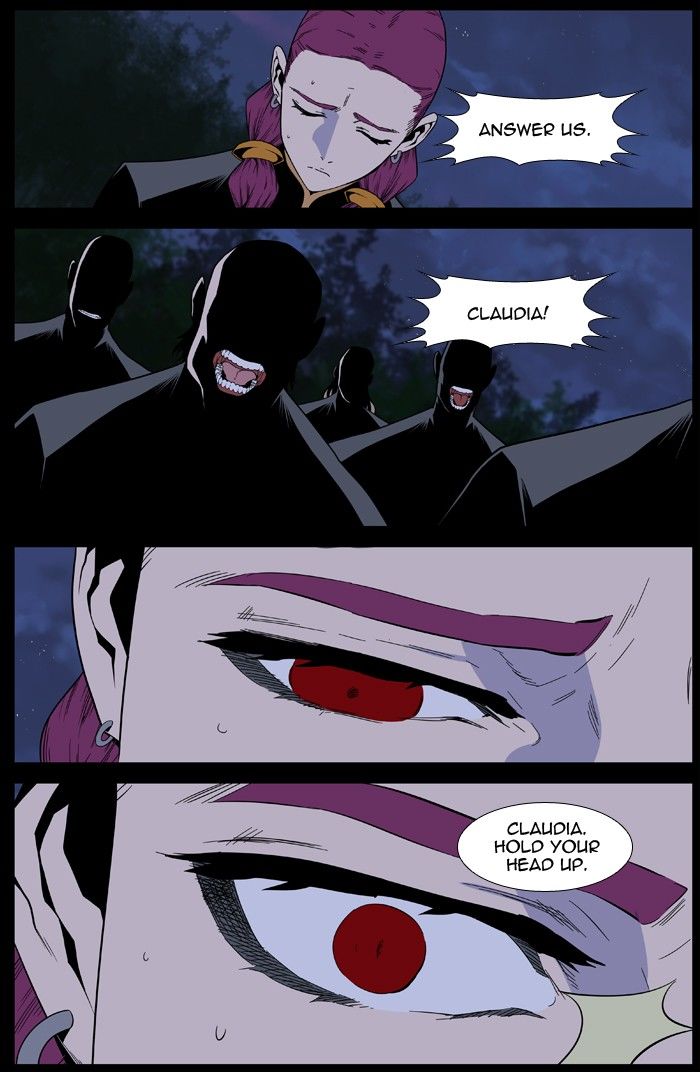 ANSWER US.
CLAUDIA!
CLAUDIA.
HOLD YOUR
HEAD UP.